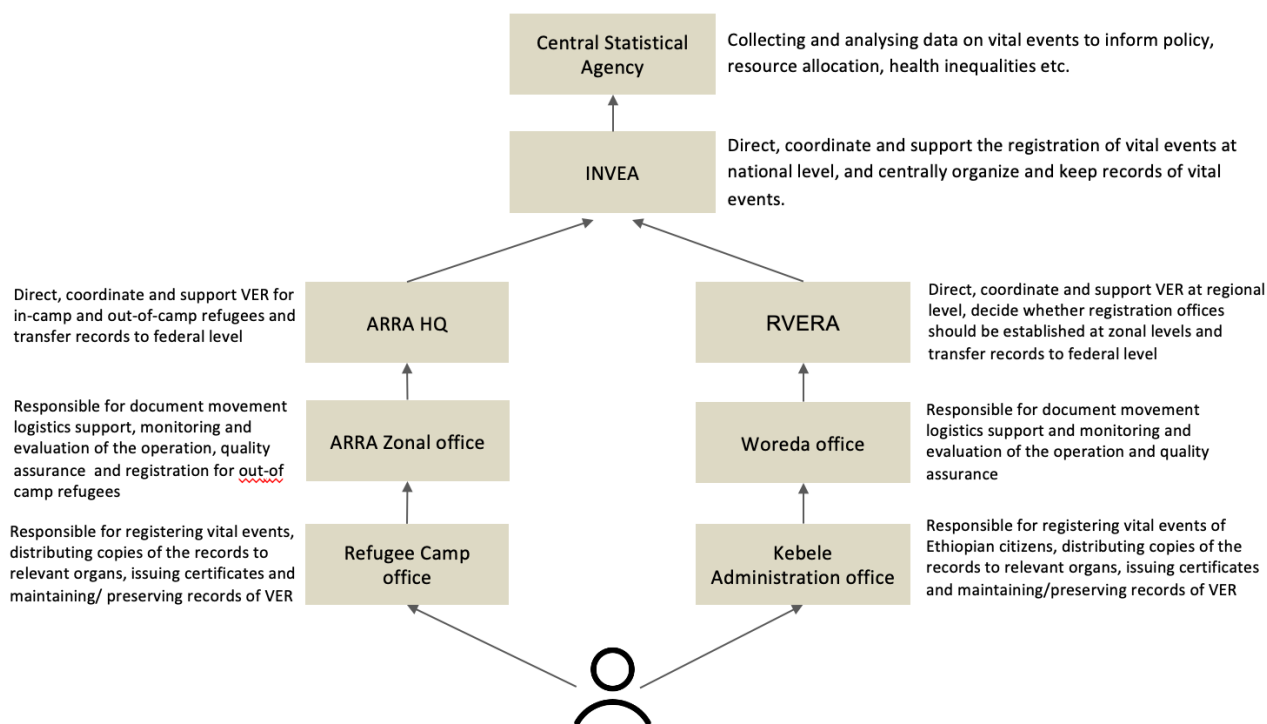 Central Statistical
Agency
Collecting and analysing data on vital events to inform policy,
resource allocation, health inequalities etc.
INVEA
Direct, coordinate and support the registration of vital events at
national level, and centrally organize and keep records of vital
events.
Direct, coordinate and support VER for
in-camp and out-of-camp refugees and
transfer records to federal level
ARRA HQ
RVERA
Direct, coordinate and support VER at regional
level, decide whether registration offices
should be established at zonal levels and
transfer records to federal level
Responsible for document movement
logistics support, monitoring and
evaluation of the operation, quality
assurance and registration for out-of
camp refugees
ARRA Zonal office
Woreda office
Responsible for document movement
logistics support and monitoring and
evaluation of the operation and quality
assurance
Responsible for registering vital events,
distributing copies of the records to
relevant organs, issuing certificates and
maintaining/ preserving records of VER
Refugee Camp
office
Kebele
Administration office
Responsible for registering vital events of
Ethiopian citizens, distributing copies of the
records to relevant organs, issuing certificates
and maintaining/preserving records of VER